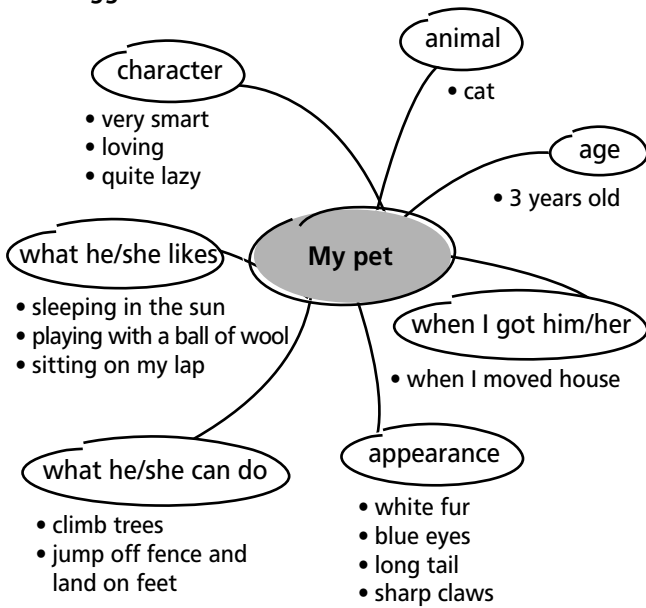 animal
• cat
character
• very smart
• loving
• quite lazy
age
• 3 years old
My pet
what he/she likes
• sleeping in the sun
• playing with a ball of wool
• sitting on my lap
when I got him/her
• when I moved house
what he/she can do
• climb trees
• jump off fence and
land on feet
appearance
• white fur
• blue eyes
• long tail
• sharp claws